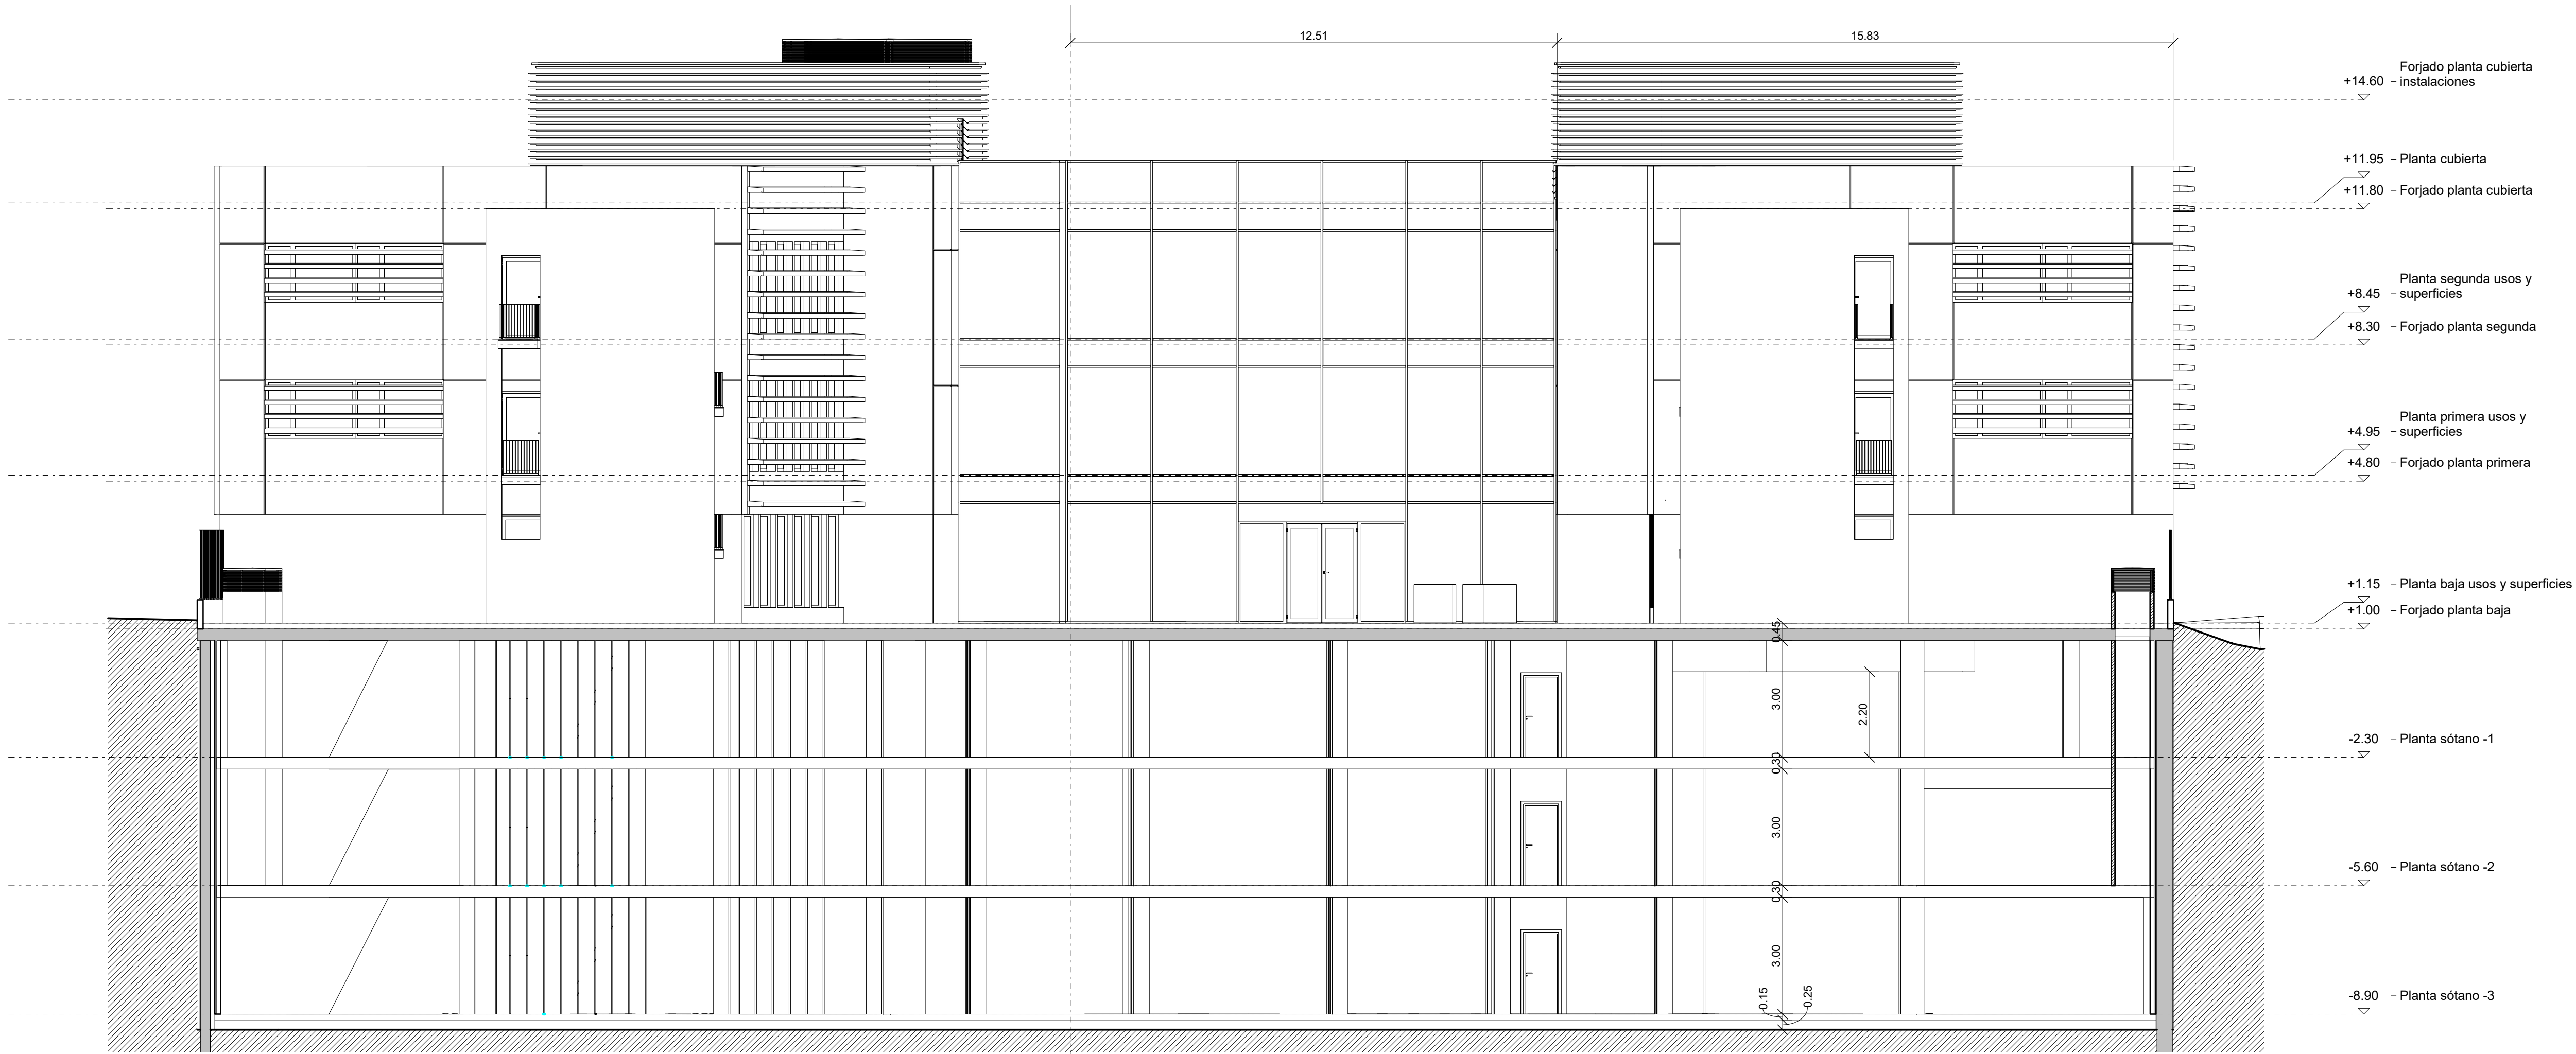 12.51
15.83
Forjado planta cubierta
+14.60 instalaciones
+11.95 Planta cubierta
+11.80 Forjado planta cubierta
Planta segunda usos y
+8.45 superficies
+8.30 Forjado planta segunda
Planta primera usos y
+4.95 superficies
+4.80 Forjado planta primera
+1.15 Planta baja usos y superficies
+1.00 Forjado planta baja
0.45
3.00
2.20
-2.30 Planta sótano -1
0.30
3.00
-5.60 Planta sótano -2
0.30
3.00
0.15
0.25
-8.90 Planta sótano -3